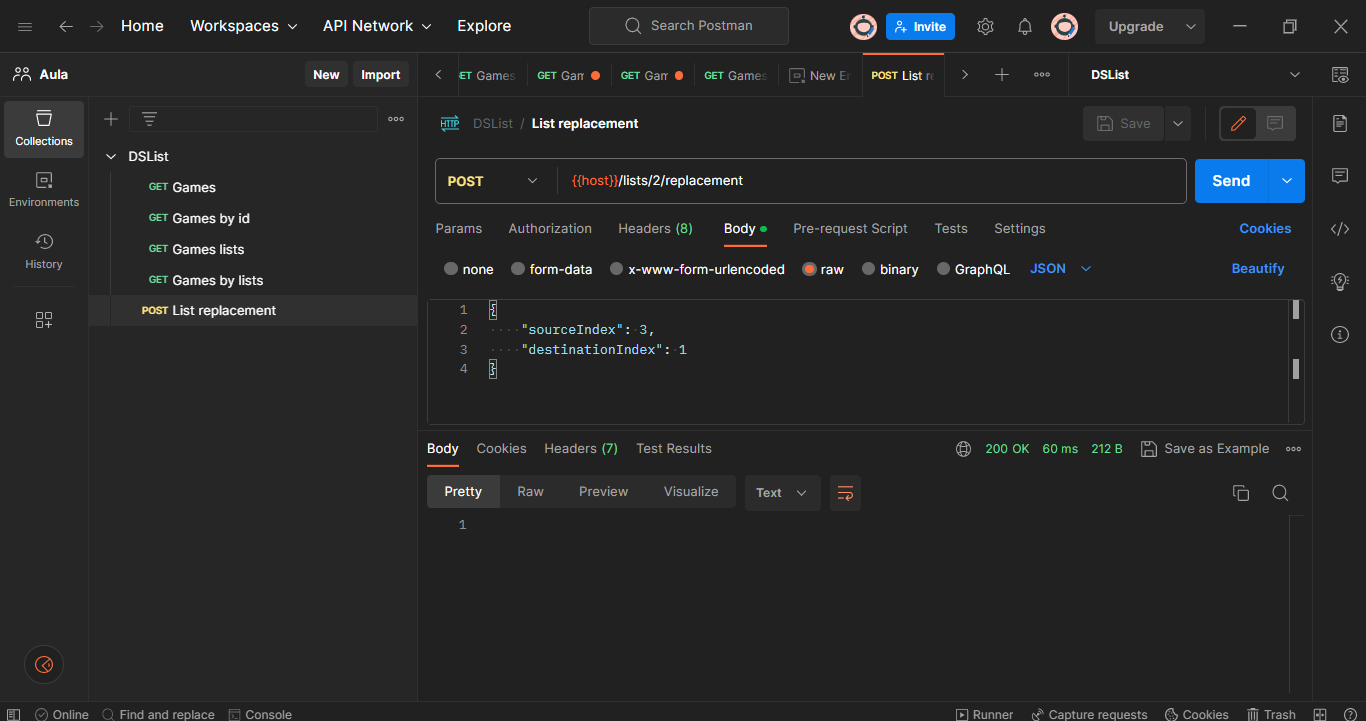 Home Workspaces API Network Explore Search Postman Invite Upgrade
Aula New Import
GET Games GET Gam GET Gam GET Games New En POST List re DSList
Collections
Environments
History
DSList
GET Games
GET Games by id
GET Games lists
GET Games by lists
POST List replacement
HTTP DSList / List replacement Save
POST {{host}}/lists/2/replacement Send
Params Authorization Headers (8) Body Pre-request Script Tests Settings Cookies
none form-data x-www-form-urlencoded raw binary GraphQL JSON Beautify
1 {
2 "sourceIndex": 3,
3 "destinationIndex": 1
4 }
Body Cookies Headers (7) Test Results 200 OK 60 ms 212 B Save as Example
Pretty Raw Preview Visualize Text
1
Online Find and replace Console Runner Capture requests Cookies Trash